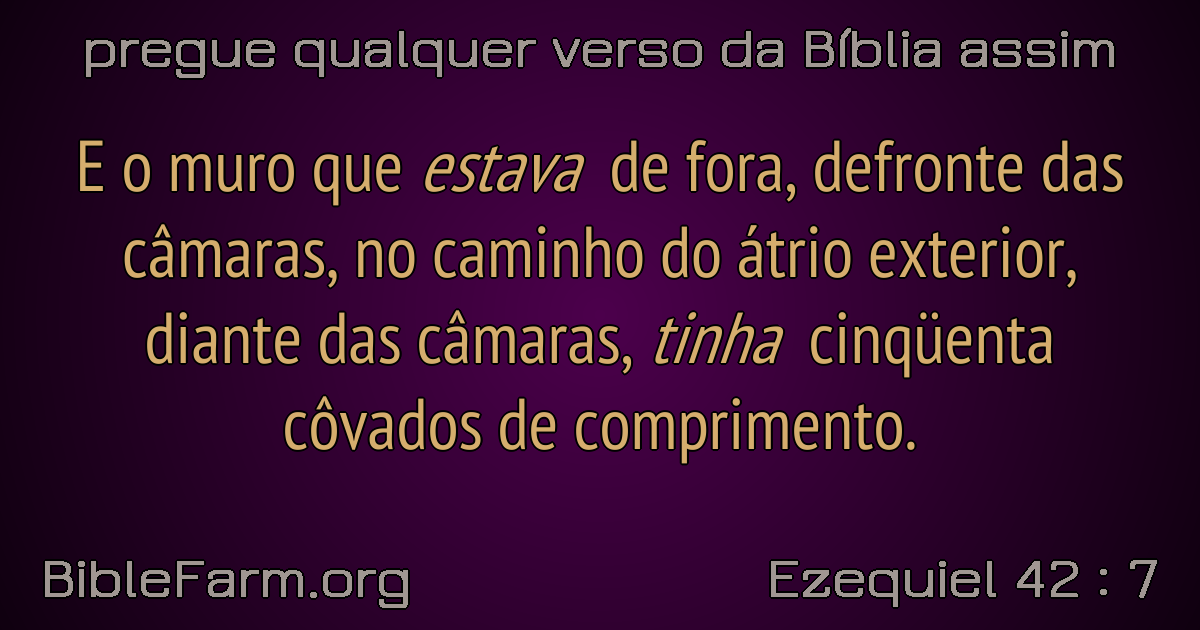 pregue qualquer verso da Bíblia assim
E o muro que estava de fora, defronte das
câmaras, no caminho do átrio exterior,
diante das câmaras, tinha cinqüenta
côvados de comprimento.
BibleFarm.org
Ezequiel 42 : 7